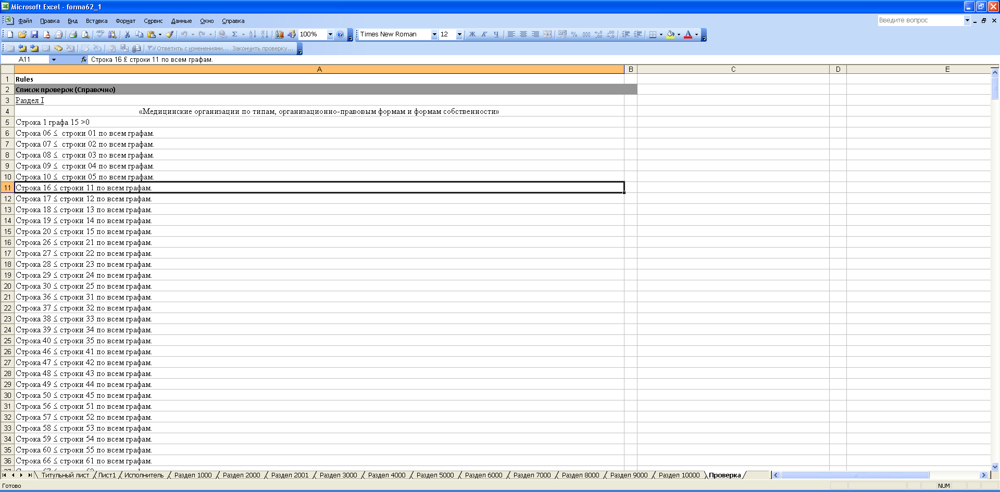 Microsoft Excel - forma62_1
Файл Правка Вид Вставка Формат Сервис Данные Окно Справка Введите вопрос
100% Times New Roman 12 Ж К Ч
Ответить с изменениями... Закончить проверку...
A11 fx Строка 16 £ строки 11 по всем графам.
A B C D E
1 Rules
2 Список проверок (Справочно)
3 Раздел I
4 «Медицинские организации по типам, организационно-правовым формам и формам собственности»
5 Строка 1 графа 15 >0
6 Строка 06 ≤ строки 01 по всем графам.
7 Строка 07 ≤ строки 02 по всем графам.
8 Строка 08 ≤ строки 03 по всем графам.
9 Строка 09 ≤ строки 04 по всем графам.
10 Строка 10 ≤ строки 05 по всем графам.
11 Строка 16 ≤ строки 11 по всем графам.
12 Строка 17 ≤ строки 12 по всем графам.
13 Строка 18 ≤ строки 13 по всем графам.
14 Строка 19 ≤ строки 14 по всем графам.
15 Строка 20 ≤ строки 15 по всем графам.
16 Строка 26 ≤ строки 21 по всем графам.
17 Строка 27 ≤ строки 22 по всем графам.
18 Строка 28 ≤ строки 23 по всем графам.
19 Строка 29 ≤ строки 24 по всем графам.
20 Строка 30 ≤ строки 25 по всем графам.
21 Строка 36 ≤ строки 31 по всем графам.
22 Строка 37 ≤ строки 32 по всем графам.
23 Строка 38 ≤ строки 33 по всем графам.
24 Строка 39 ≤ строки 34 по всем графам.
25 Строка 40 ≤ строки 35 по всем графам.
26 Строка 46 ≤ строки 41 по всем графам.
27 Строка 47 ≤ строки 42 по всем графам.
28 Строка 48 ≤ строки 43 по всем графам.
29 Строка 49 ≤ строки 44 по всем графам.
30 Строка 50 ≤ строки 45 по всем графам.
31 Строка 56 ≤ строки 51 по всем графам.
32 Строка 57 ≤ строки 52 по всем графам.
33 Строка 58 ≤ строки 53 по всем графам.
34 Строка 59 ≤ строки 54 по всем графам.
35 Строка 60 ≤ строки 55 по всем графам.
36 Строка 66 ≤ строки 61 по всем графам.
Титульный лист Лист1 Исполнитель Раздел 1000 Раздел 2000 Раздел 2001 Раздел 3000 Раздел 4000 Раздел 5000 Раздел 6000 Раздел 7000 Раздел 8000 Раздел 9000 Раздел 10000 Проверка
Готово NUM